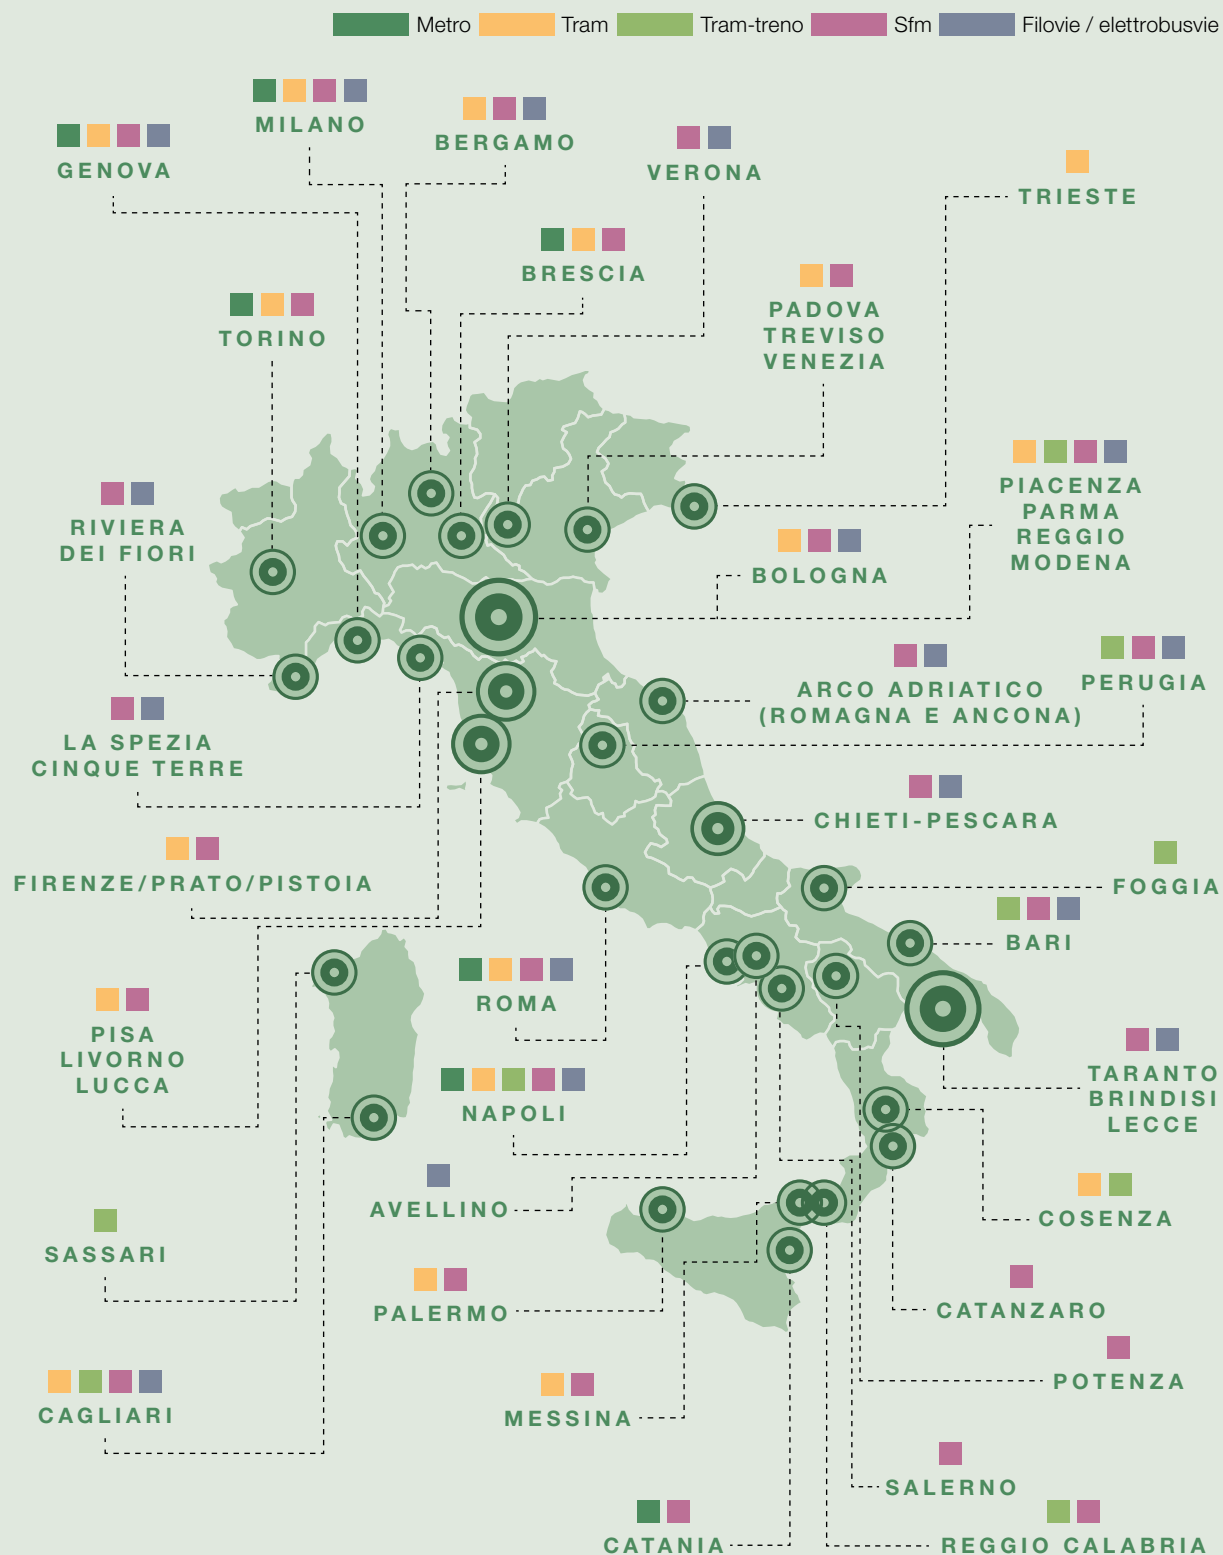 Metro Tram Tram-treno Sfm Filovie / elettrobusvie
MILANO
BERGAMO
GENOVA
VERONA
TRIESTE
BRESCIA
TORINO
PADOVA
TREVISO
VENEZIA
PIACENZA
PARMA
REGGIO
MODENA
RIVIERA
DEI FIORI
BOLOGNA
PERUGIA
ARCO ADRIATICO
(ROMAGNA E ANCONA)
LA SPEZIA
CINQUE TERRE
CHIETI-PESCARA
FIRENZE/PRATO/PISTOIA
FOGGIA
BARI
ROMA
PISA
LIVORNO
LUCCA
TARANTO
BRINDISI
LECCE
NAPOLI
AVELLINO
COSENZA
SASSARI
PALERMO
CATANZARO
POTENZA
CAGLIARI
MESSINA
SALERNO
CATANIA
REGGIO CALABRIA